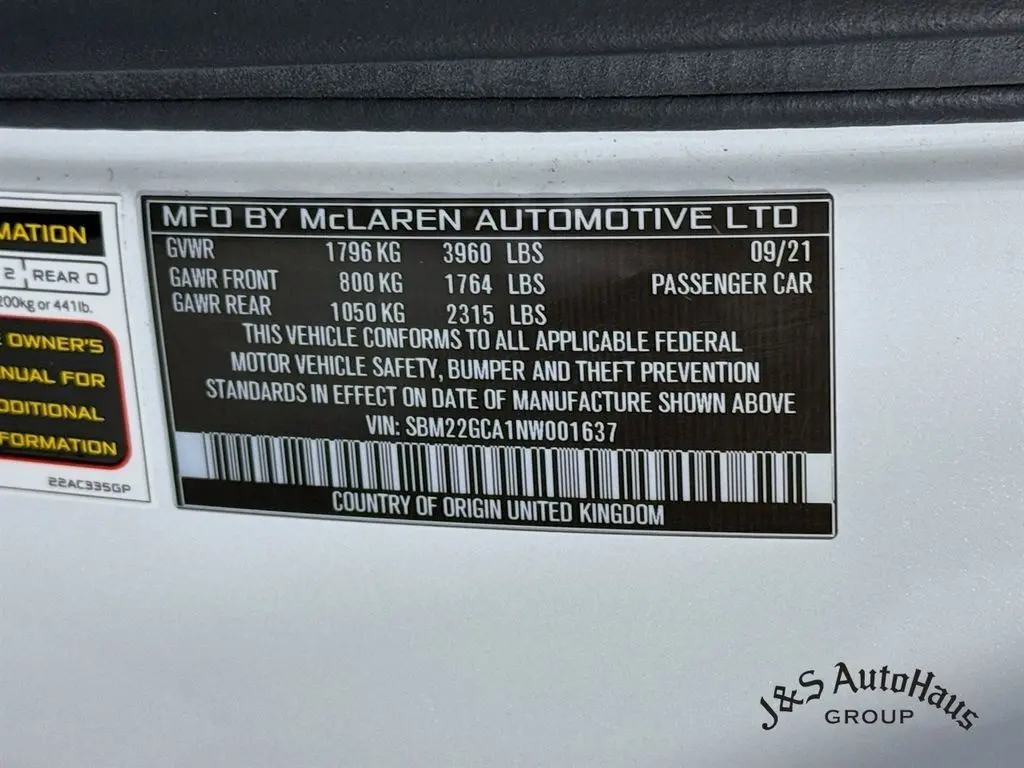 MATION
2 REAR 0
200kg or 441lb.
OWNER'S
NUAL FOR
DDITIONAL
FORMATION
22AC335GP
MFD BY McLAREN AUTOMOTIVE LTD
GVWR 1796 KG 3960 LBS 09/21
GAWR FRONT 800 KG 1764 LBS PASSENGER CAR
GAWR REAR 1050 KG 2315 LBS
THIS VEHICLE CONFORMS TO ALL APPLICABLE FEDERAL
MOTOR VEHICLE SAFETY, BUMPER AND THEFT PREVENTION
STANDARDS IN EFFECT ON DATE OF MANUFACTURE SHOWN ABOVE
VIN: SBM22GCA1NW001637
COUNTRY OF ORIGIN UNITED KINGDOM
J&S AutoHaus
GROUP